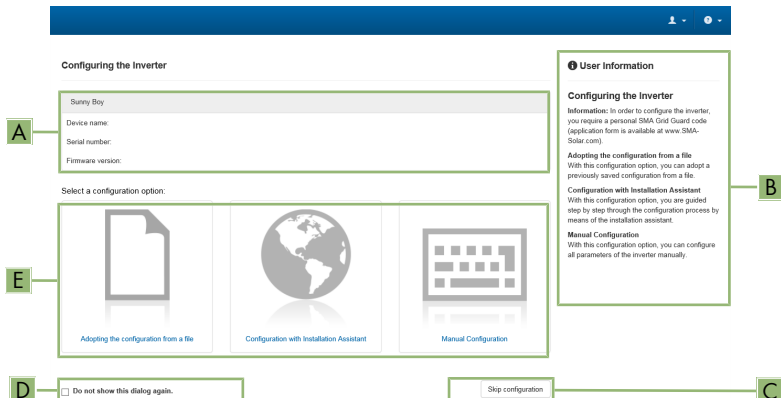 Configuring the Inverter
Sunny Boy
Device name:
Serial number:
Firmware version:
A
Select a configuration option:
Adopting the configuration from a file
Configuration with Installation Assistant
Manual Configuration
E
Do not show this dialog again.
D
Skip configuration
C
User Information
Configuring the Inverter
Information: In order to configure the inverter,
you require a personal SMA Grid Guard code
(application form is available at www.SMA-
Solar.com).
Adopting the configuration from a file
With this configuration option, you can adopt a
previously saved configuration from a file.
Configuration with Installation Assistant
With this configuration option, you are guided
step by step through the configuration process by
means of the installation assistant.
Manual Configuration
With this configuration option, you can configure
all parameters of the inverter manually.
B